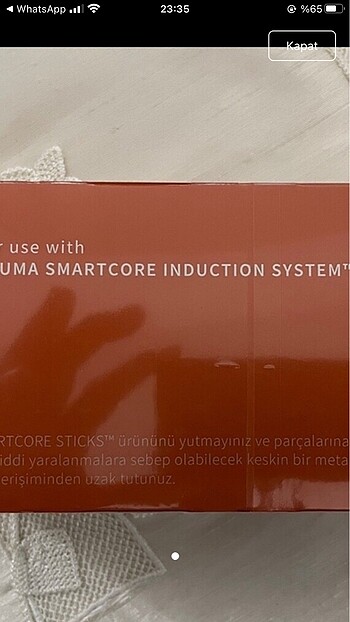 WhatsApp
23:35
%65
Kapat
r use with
UMA SMARTCORE INDUCTION SYSTEM™
RTCORE STICKS™ ürününü yutmayınız ve parçalarına
iddi yaralanmalara sebep olabilecek keskin bir meta
erişiminden uzak tutunuz.